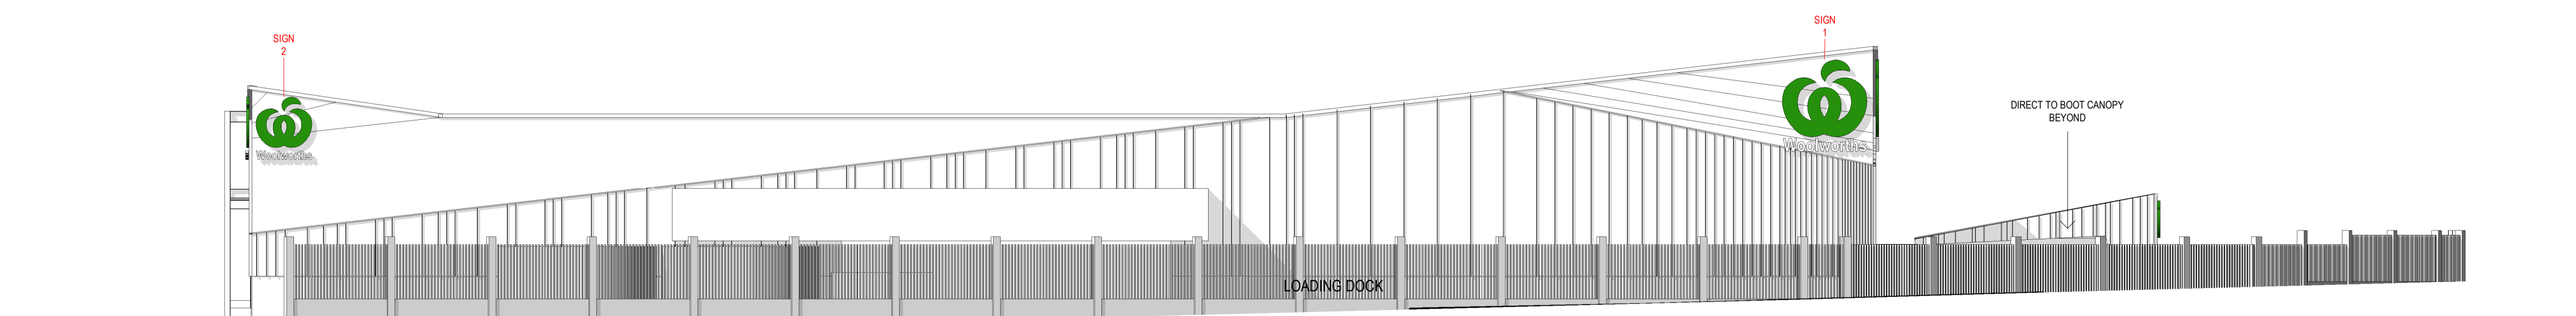 SIGN
2
SIGN
1
Woolworths
Woolworths
DIRECT TO BOOT CANOPY
BEYOND
LOADING DOCK